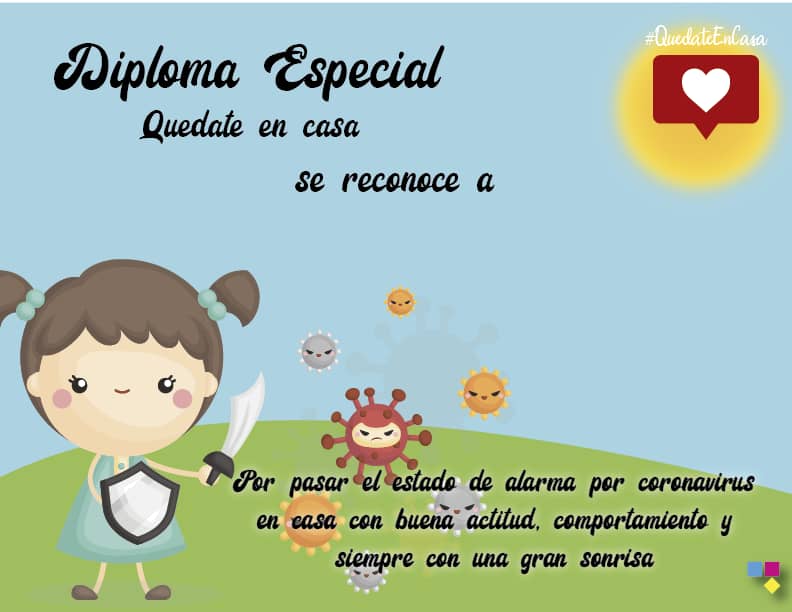 #QuedateEnCasa
Diploma Especial
Quedate en casa
se reconoce a
Por pasar el estado de alarma por coronavirus
en casa con buena actitud, comportamiento y
siempre con una gran sonrisa